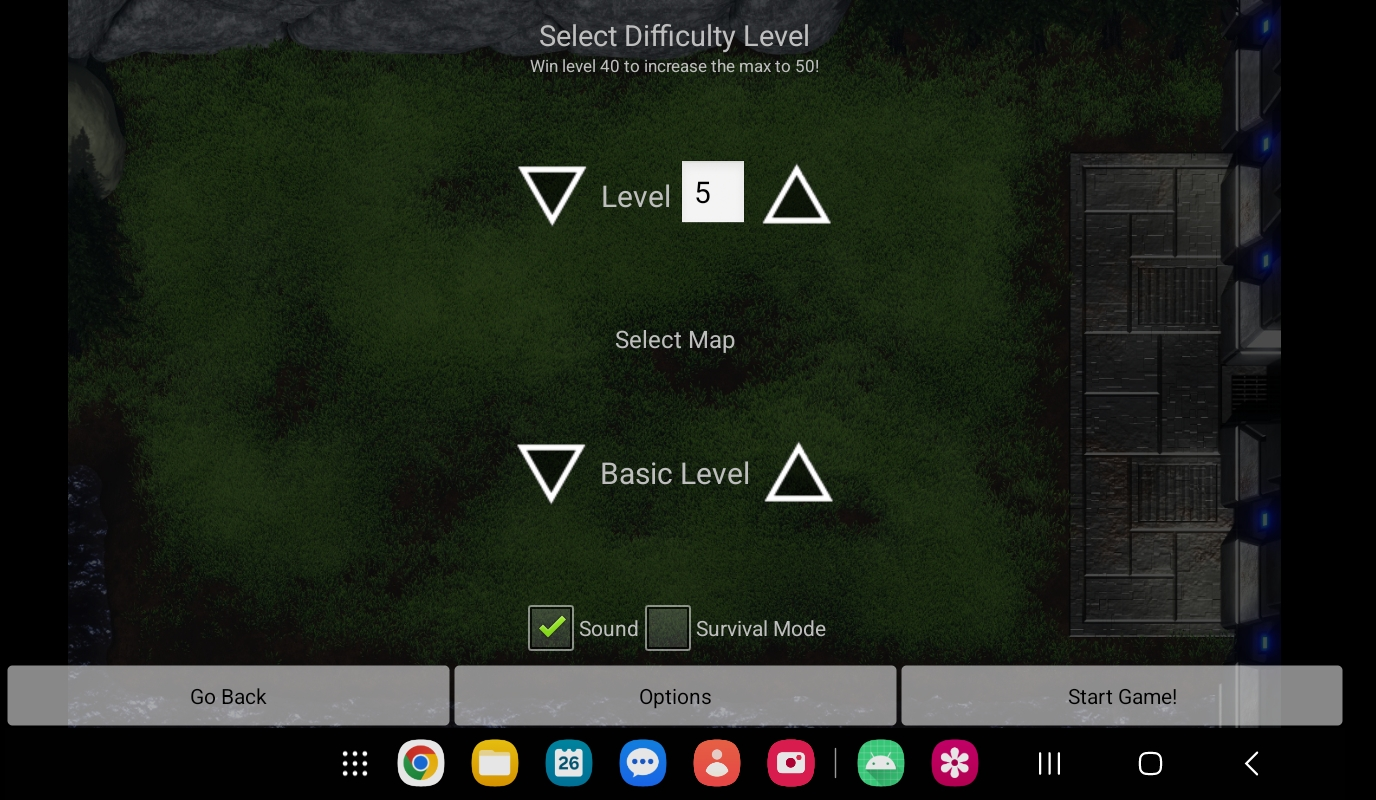 Select Difficulty Level
Win level 40 to increase the max to 50!
Level 5
Select Map
Basic Level
Sound Survival Mode
Go Back Options Start Game!
26